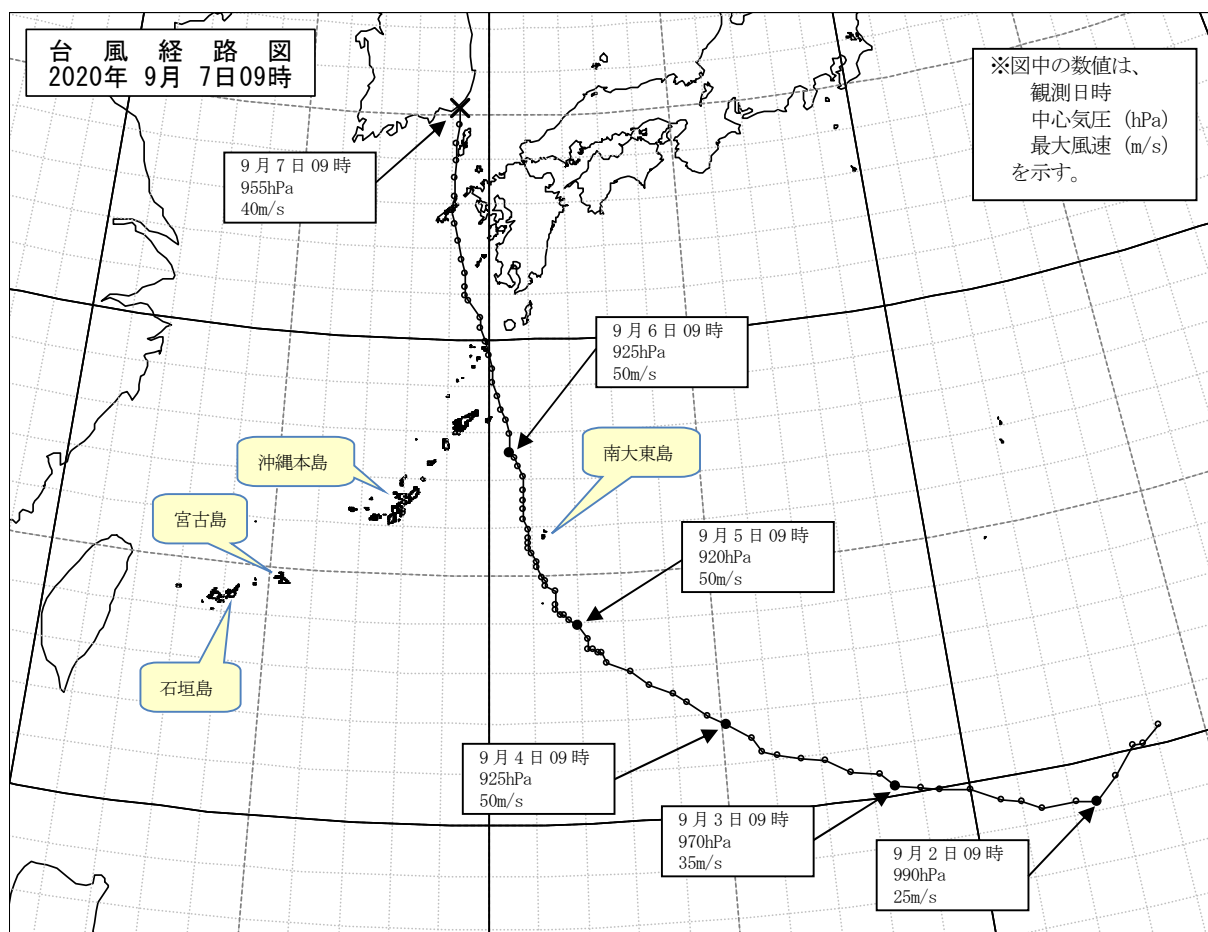 台風経路図
2020年 9月 7日09時
※図中の数値は、
観測日時
中心気圧 (hPa)
最大風速 (m/s)
を示す。
9月7日09時
955hPa
40m/s
9月6日09時
925hPa
50m/s
南大東島
沖縄本島
宮古島
石垣島
9月5日09時
920hPa
50m/s
9月4日09時
925hPa
50m/s
9月3日09時
970hPa
35m/s
9月2日09時
990hPa
25m/s